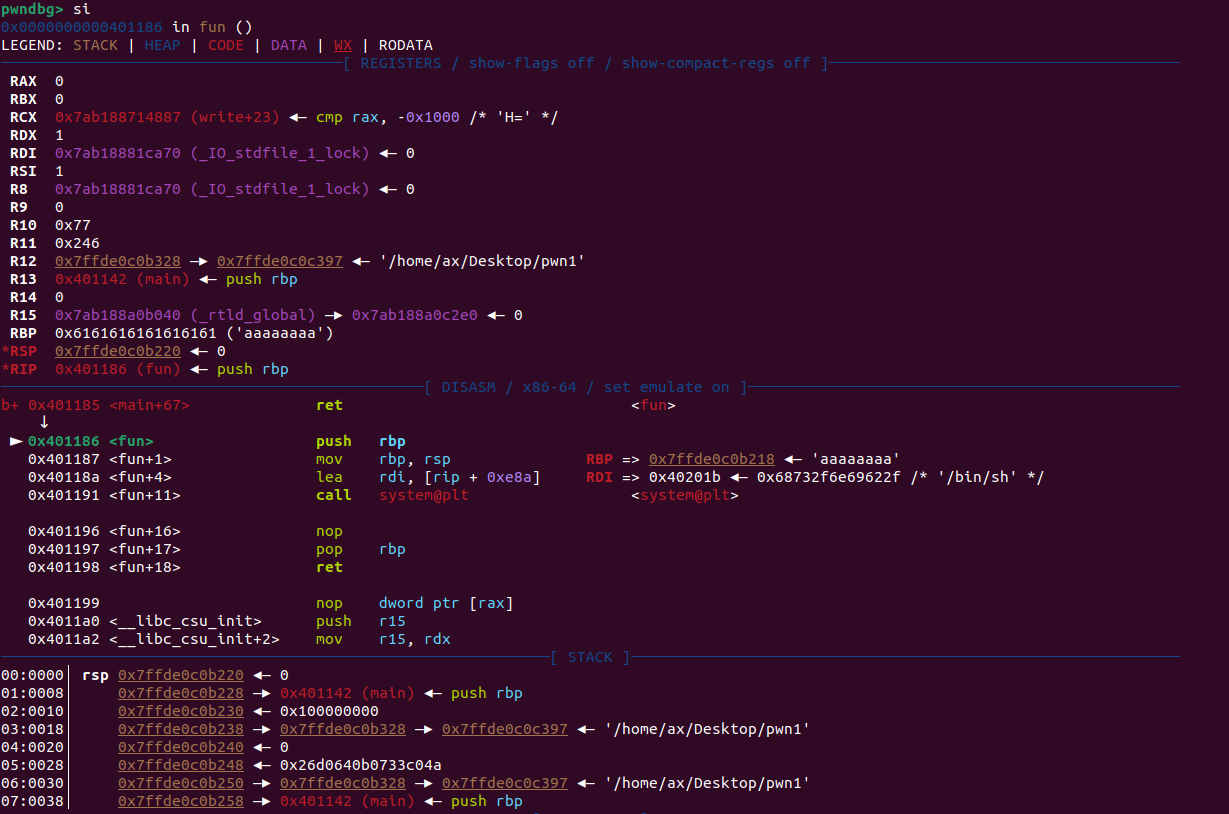 pwndbg> si
0x0000000000401186 in fun ()
LEGEND: STACK | HEAP | CODE | DATA | WX | RODATA
[ REGISTERS / show-flags off / show-compact-regs off ]
RAX 0
RBX 0
RCX 0x7ab188714887 (write+23) ◂— cmp rax, -0x1000 /* 'H=' */
RDX 1
RDI 0x7ab18881ca70 (_IO_stdfile_1_lock) ◂— 0
RSI 1
R8 0x7ab18881ca70 (_IO_stdfile_1_lock) ◂— 0
R9 0
R10 0x77
R11 0x246
R12 0x7ffde0c0b328 —▸ 0x7ffde0c0c397 ◂— '/home/ax/Desktop/pwn1'
R13 0x401142 (main) ◂— push rbp
R14 0
R15 0x7ab188a0b040 (_rtld_global) —▸ 0x7ab188a0c2e0 ◂— 0
RBP 0x6161616161616161 ('aaaaaaaa')
*RSP 0x7ffde0c0b220 ◂— 0
*RIP 0x401186 (fun) ◂— push rbp
[ DISASM / x86-64 / set emulate on ]
b+ 0x401185 <main+67> ret <fun>
↓
► 0x401186 <fun> push rbp
0x401187 <fun+1> mov rbp, rsp RBP => 0x7ffde0c0b218 ◂— 'aaaaaaaa'
0x40118a <fun+4> lea rdi, [rip + 0xe8a] RDI => 0x40201b ◂— 0x68732f6e69622f /* '/bin/sh' */
0x401191 <fun+11> call system@plt <system@plt>
0x401196 <fun+16> nop
0x401197 <fun+17> pop rbp
0x401198 <fun+18> ret
0x401199 nop dword ptr [rax]
0x4011a0 <__libc_csu_init> push r15
0x4011a2 <__libc_csu_init+2> mov r15, rdx
[ STACK ]
00:0000│ rsp 0x7ffde0c0b220 ◂— 0
01:0008│ 0x7ffde0c0b228 —▸ 0x401142 (main) ◂— push rbp
02:0010│ 0x7ffde0c0b230 ◂— 0x100000000
03:0018│ 0x7ffde0c0b238 —▸ 0x7ffde0c0b328 —▸ 0x7ffde0c0c397 ◂— '/home/ax/Desktop/pwn1'
04:0020│ 0x7ffde0c0b240 ◂— 0
05:0028│ 0x7ffde0c0b248 ◂— 0x26d0640b0733c04a
06:0030│ 0x7ffde0c0b250 —▸ 0x7ffde0c0b328 —▸ 0x7ffde0c0c397 ◂— '/home/ax/Desktop/pwn1'
07:0038│ 0x7ffde0c0b258 —▸ 0x401142 (main) ◂— push rbp